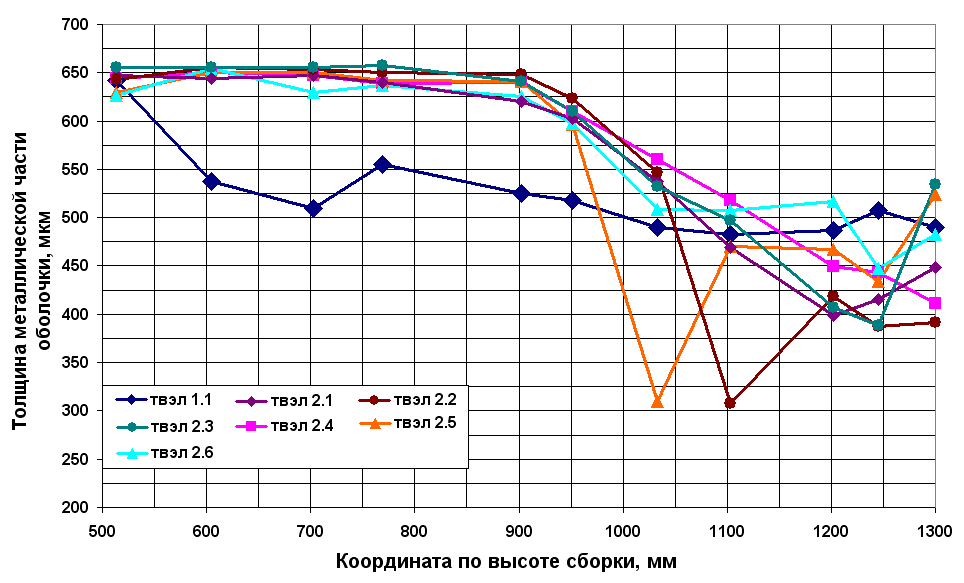 Толщина металлической части
оболочки, мкм
700
650
600
550
500
450
400
350
300
250
200
твэл 1.1 твэл 2.1 твэл 2.2
твэл 2.3 твэл 2.4 твэл 2.5
твэл 2.6
500 600 700 800 900 1000 1100 1200 1300
Координата по высоте сборки, мм